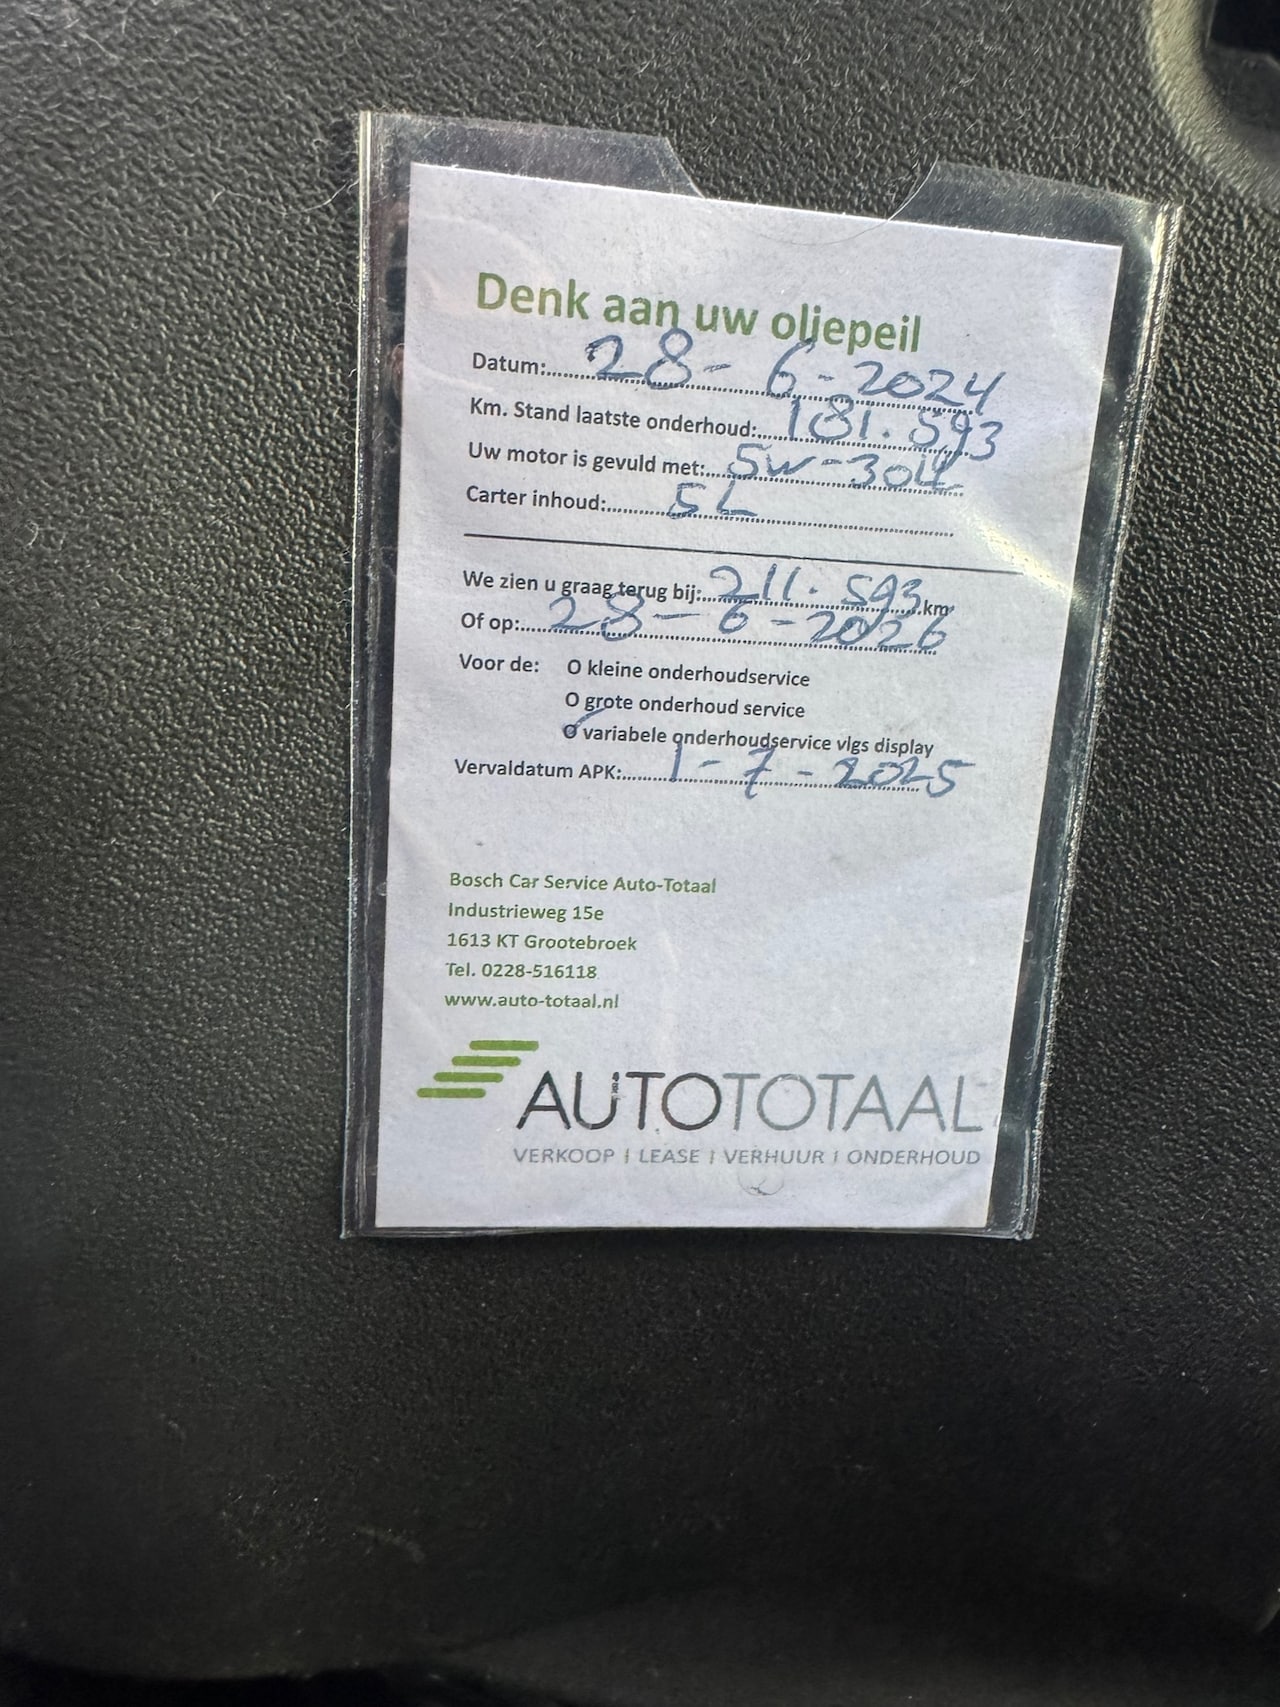 Denk aan uw oliepeil
Datum: 28-6-2024
Km. Stand laatste onderhoud: 181.593
Uw motor is gevuld met: 5W-30LL
Carter inhoud: 5L
We zien u graag terug bij: 211.593 km
Of op: 28-6-2026
Voor de: O kleine onderhoudservice
O grote onderhoud service
O variabele onderhoudservice vlgs display
Vervaldatum APK: 1-7-2025
Bosch Car Service Auto-Totaal
Industrieweg 15e
1613 KT Grootebroek
Tel. 0228-516118
www.auto-totaal.nl
AUTOTOTAAL
VERKOOP | LEASE | VERHUUR | ONDERHOUD